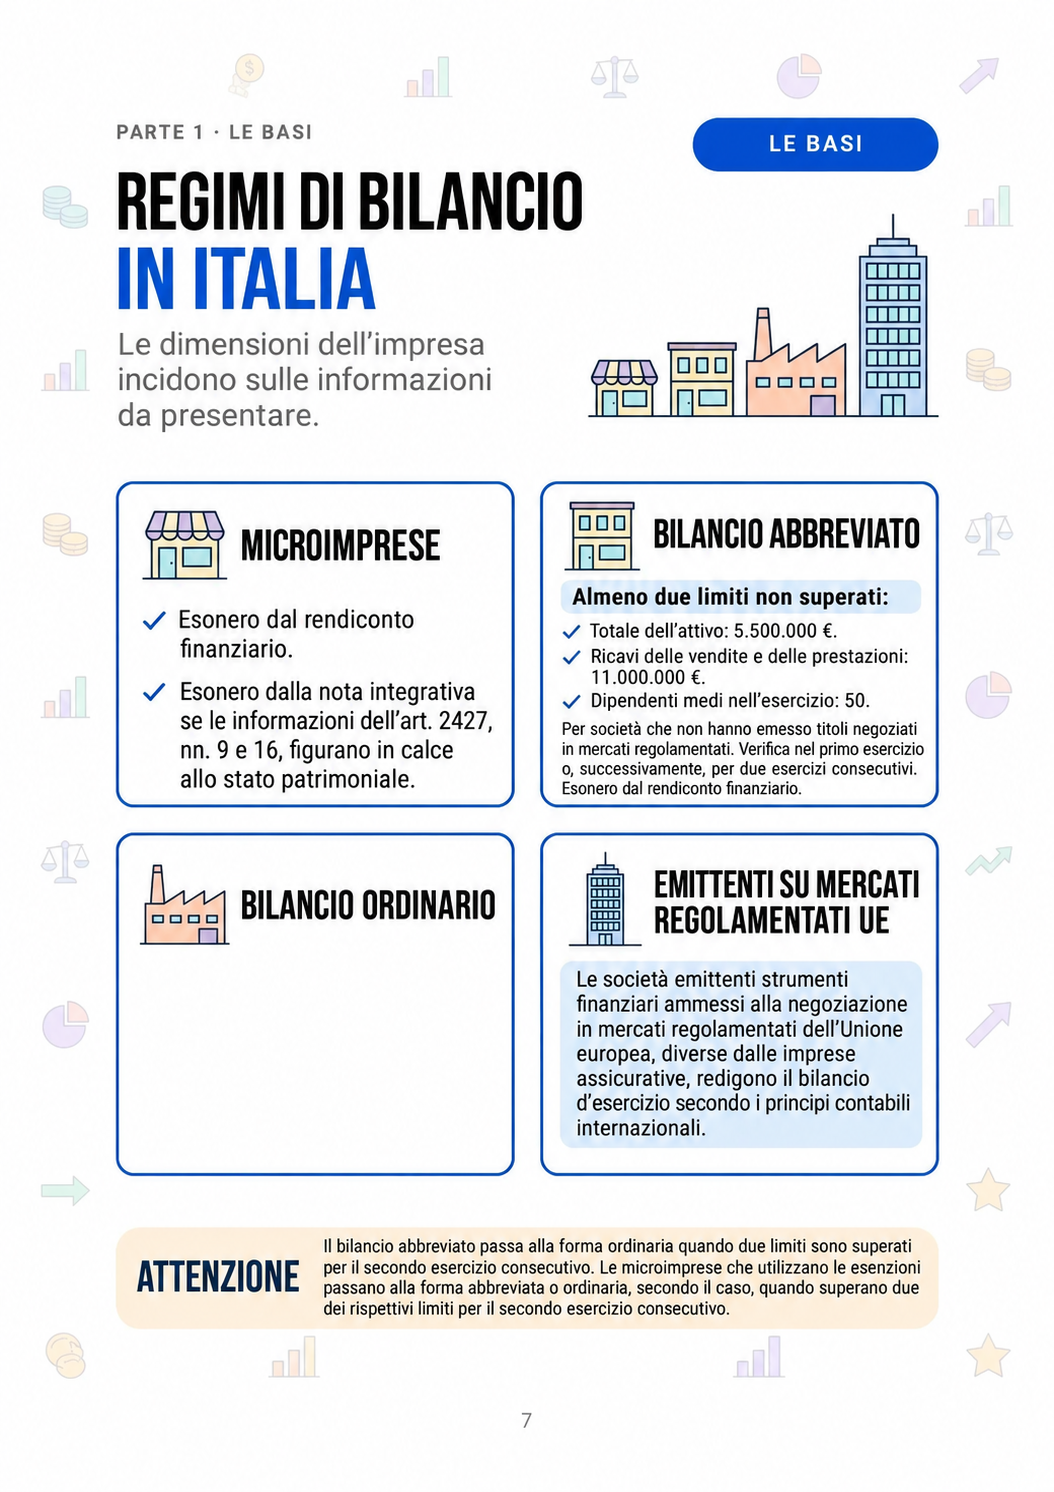 PARTE 1 · LE BASI
LE BASI
REGIMI DI BILANCIO
IN ITALIA
Le dimensioni dell’impresa
incidono sulle informazioni
da presentare.
MICROIMPRESE
Esonero dal rendiconto
finanziario.
Esonero dalla nota integrativa
se le informazioni dell’art. 2427,
nn. 9 e 16, figurano in calce
allo stato patrimoniale.
BILANCIO ABBREVIATO
Almeno due limiti non superati:
Totale dell’attivo: 5.500.000 €.
Ricavi delle vendite e delle prestazioni:
11.000.000 €.
Dipendenti medi nell’esercizio: 50.
Per società che non hanno emesso titoli negoziati
in mercati regolamentati. Verifica nel primo esercizio
o, successivamente, per due esercizi consecutivi.
Esonero dal rendiconto finanziario.
BILANCIO ORDINARIO
EMITTENTI SU MERCATI
REGOLAMENTATI UE
Le società emittenti strumenti
finanziari ammessi alla negoziazione
in mercati regolamentati dell’Unione
europea, diverse dalle imprese
assicurative, redigono il bilancio
d’esercizio secondo i principi contabili
internazionali.
ATTENZIONE
Il bilancio abbreviato passa alla forma ordinaria quando due limiti sono superati
per il secondo esercizio consecutivo. Le microimprese che utilizzano le esenzioni
passano alla forma abbreviata o ordinaria, secondo il caso, quando superano due
dei rispettivi limiti per il secondo esercizio consecutivo.
7